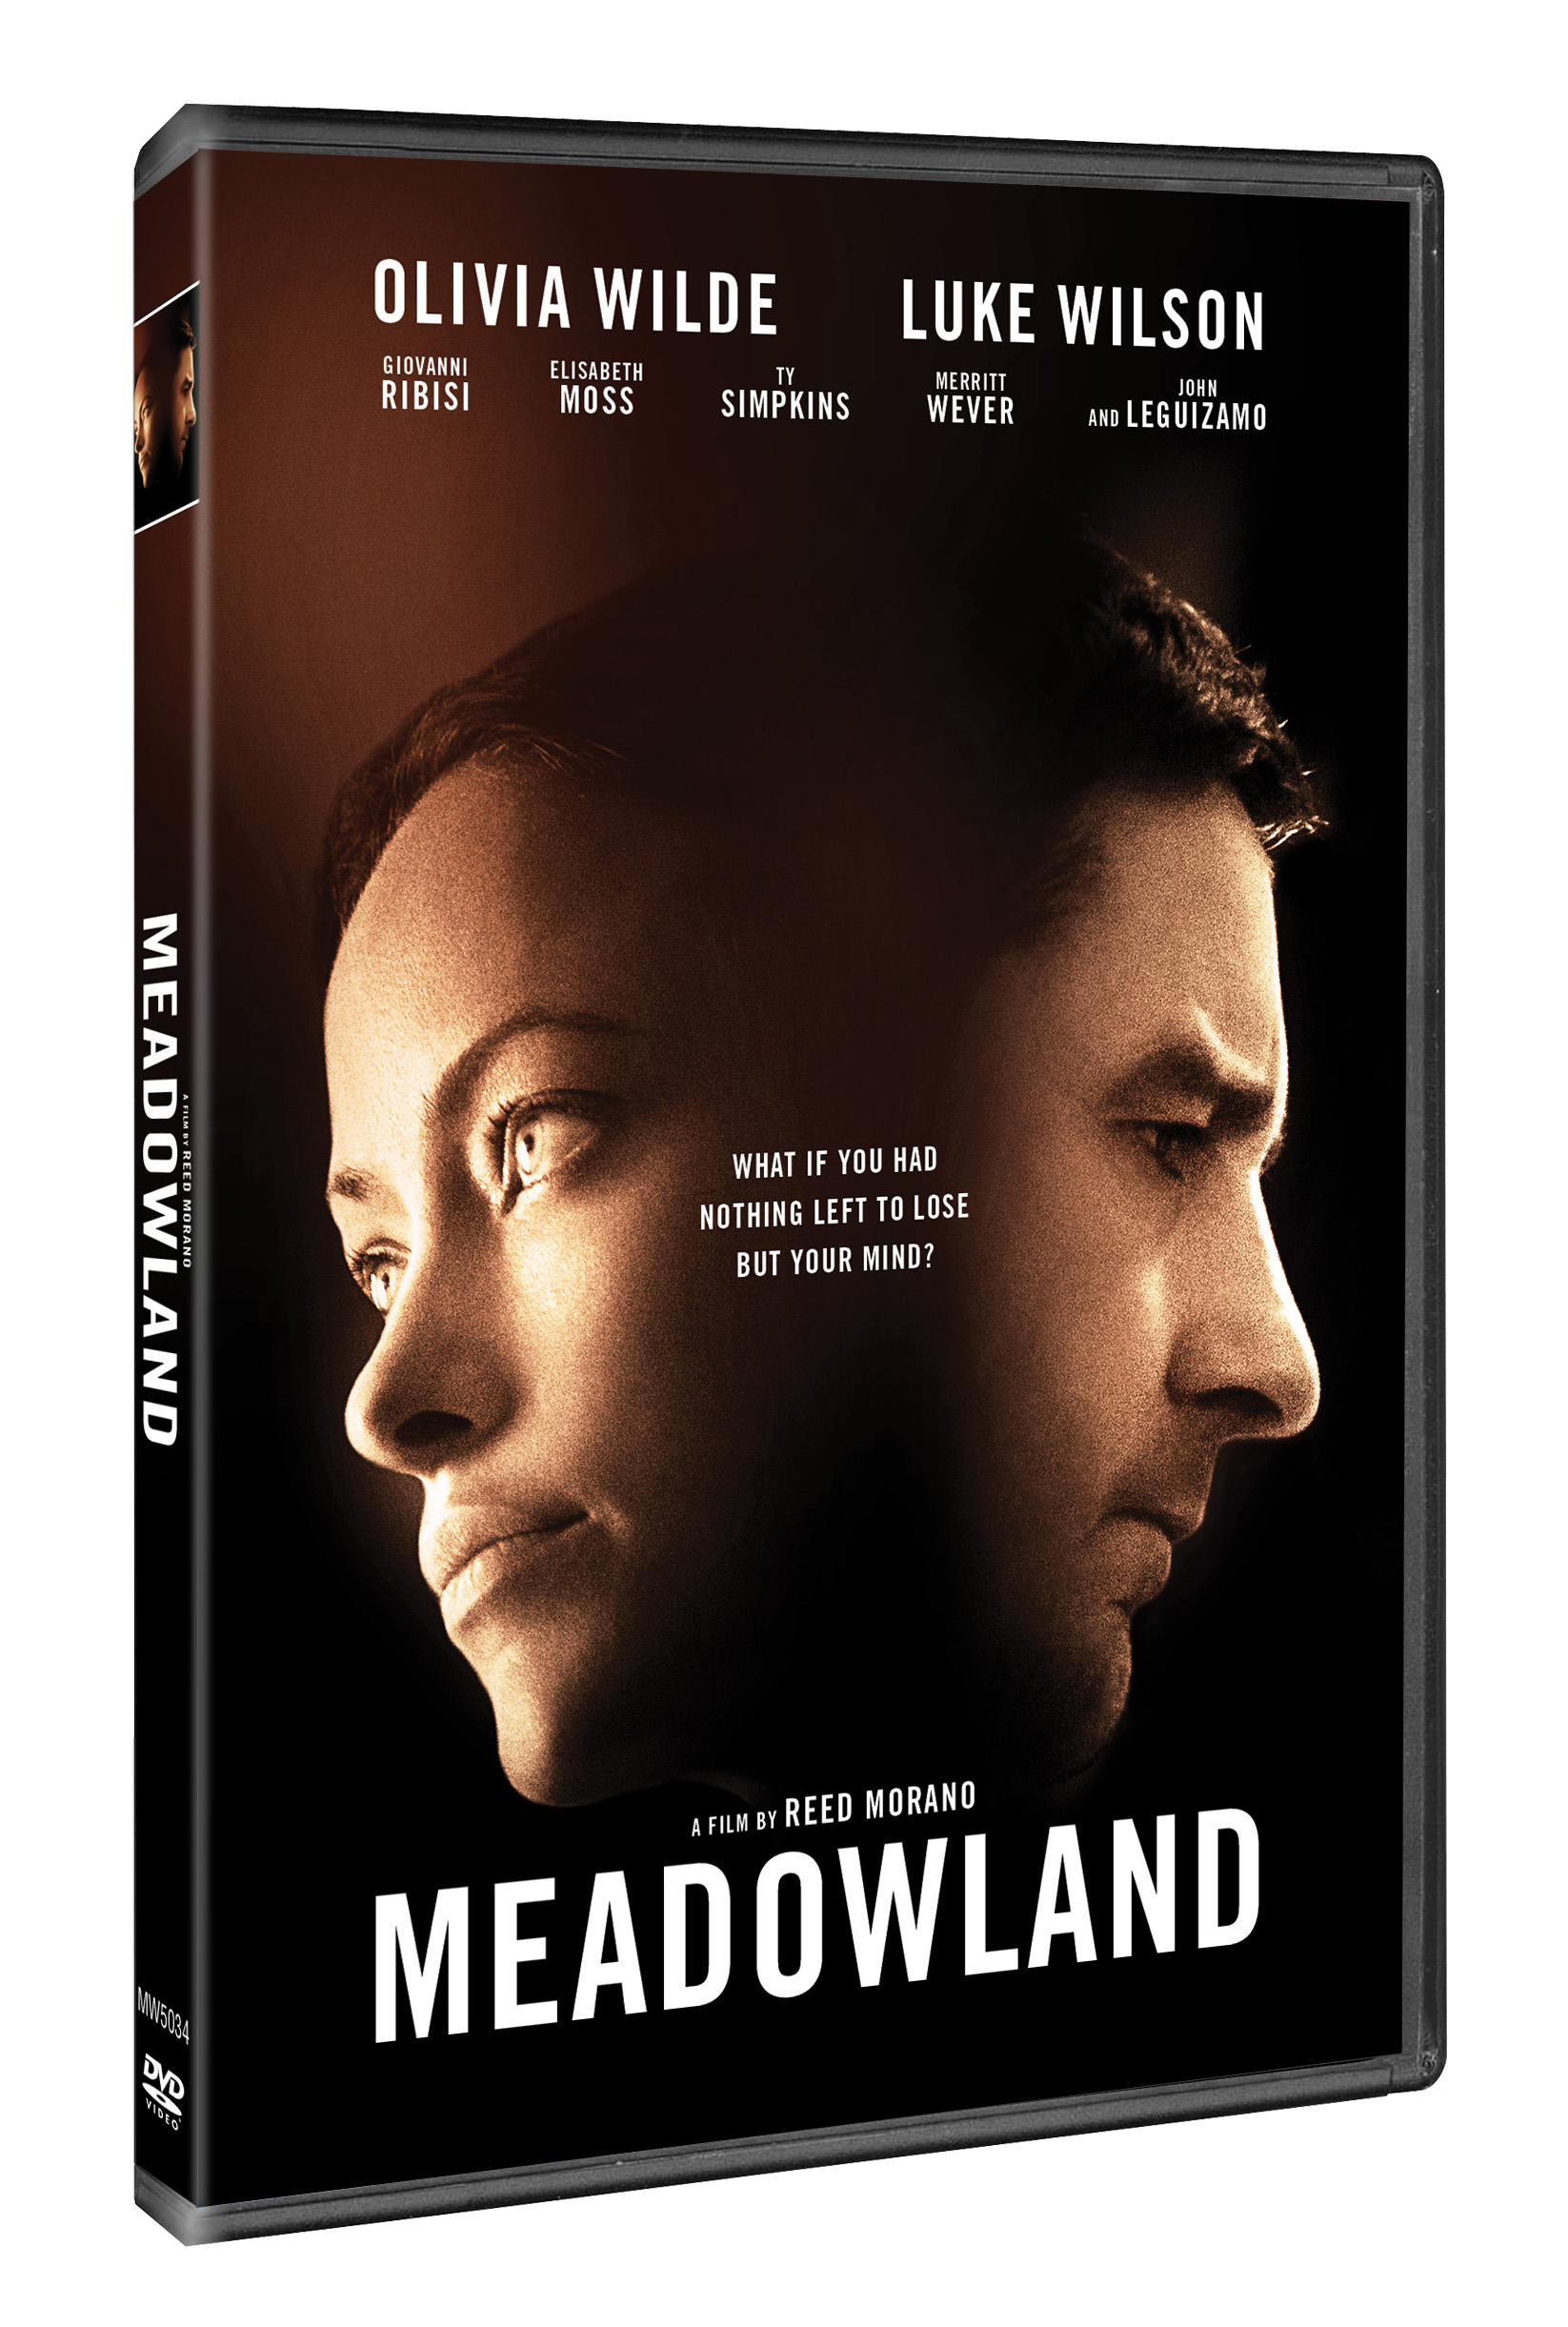 OLIVIA WILDE
LUKE WILSON
GIOVANNI
RIBISI
ELISABETH
MOSS
TY
SIMPKINS
MERRITT
WEVER
JOHN
AND LEGUIZAMO
WHAT IF YOU HAD
NOTHING LEFT TO LOSE
BUT YOUR MIND?
A FILM BY REED MORANO
MEADOWLAND
A FILM BY REED MORANO
MEADOWLAND
MW5034
DVD
VIDEO